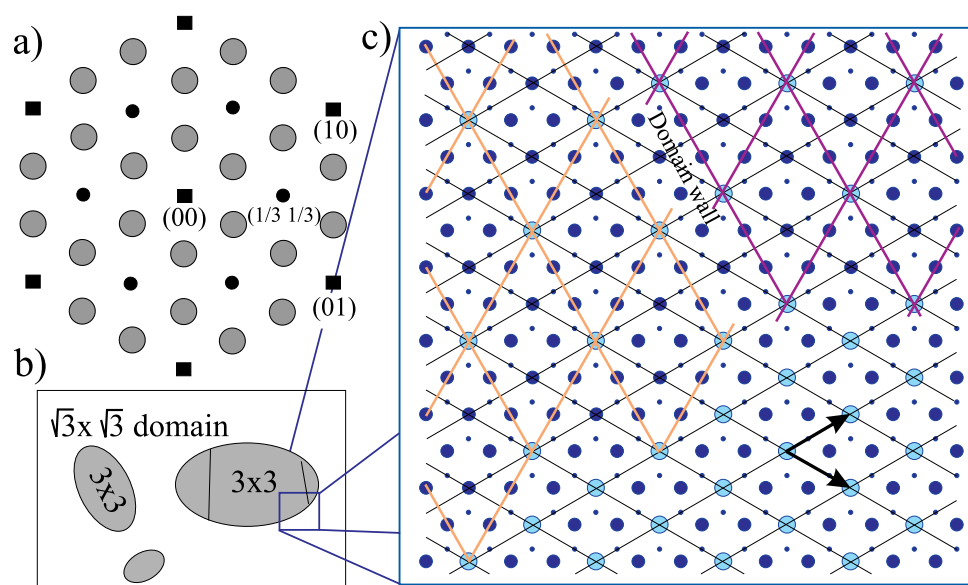 a)
(10)
(00)
(1/3 1/3)
(01)
b)
√3x √3 domain
3x3
3x3
c)
Domain wall